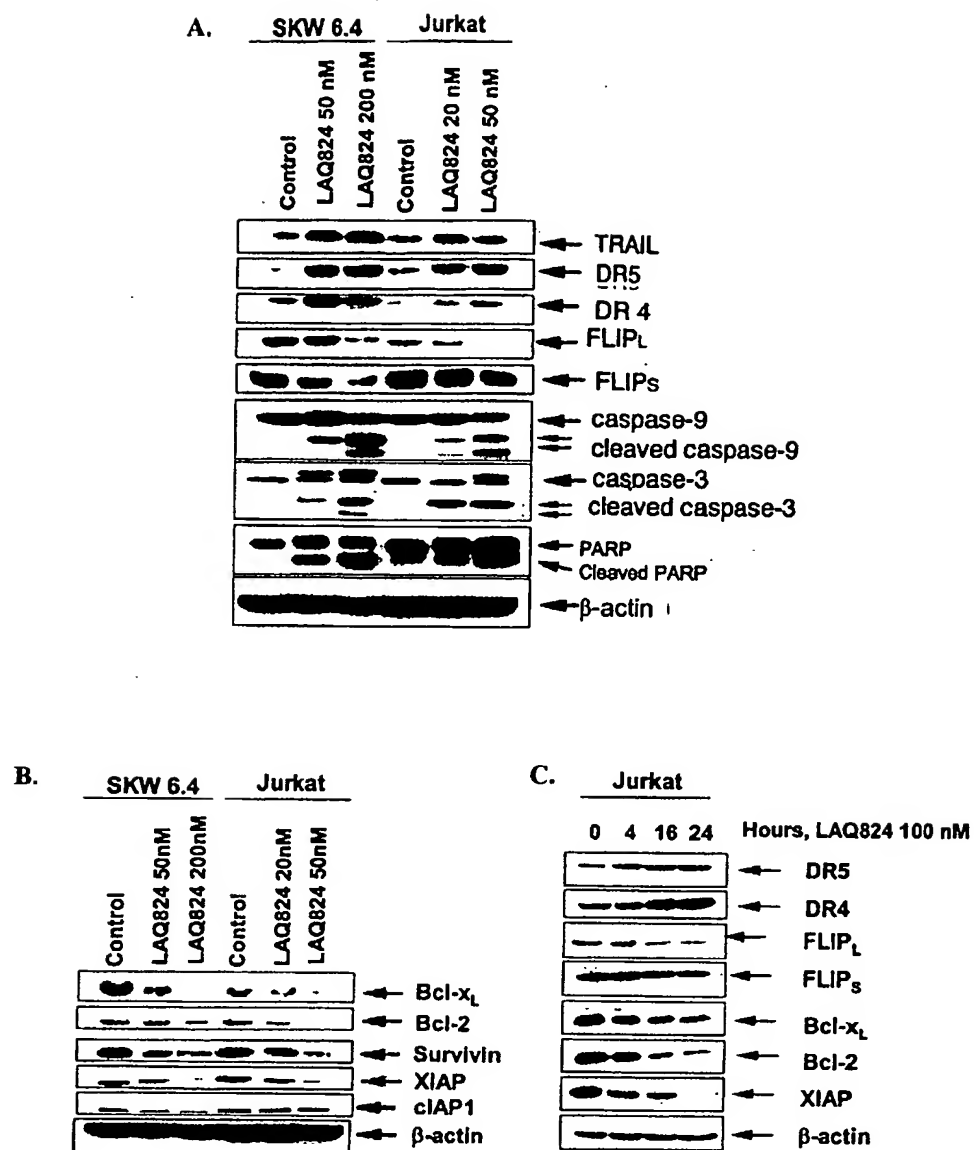 A.
SKW 6.4 Jurkat
Control
LAQ824 50 nM
LAQ824 200 nM
Control
LAQ824 20 nM
LAQ824 50 nM
TRAIL
DR5
DR 4
FLIPL
FLIPs
caspase-9
cleaved caspase-9
caspase-3
cleaved caspase-3
PARP
Cleaved PARP
β-actin
B.
SKW 6.4 Jurkat
Control
LAQ824 50nM
LAQ824 200nM
Control
LAQ824 20nM
LAQ824 50nM
Bcl-xL
Bcl-2
Survivin
XIAP
cIAP1
β-actin
C.
Jurkat
0 4 16 24 Hours, LAQ824 100 nM
DR5
DR4
FLIPL
FLIPS
Bcl-xL
Bcl-2
XIAP
β-actin